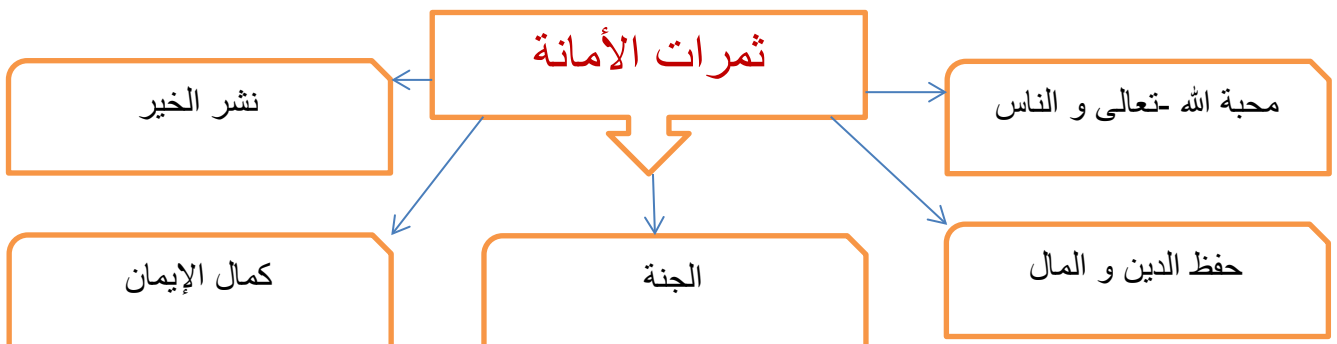 ثمرات الأمانة
محبة الله -تعالى و الناس
نشر الخير
حفظ الدين و المال
الجنة
كمال الإيمان